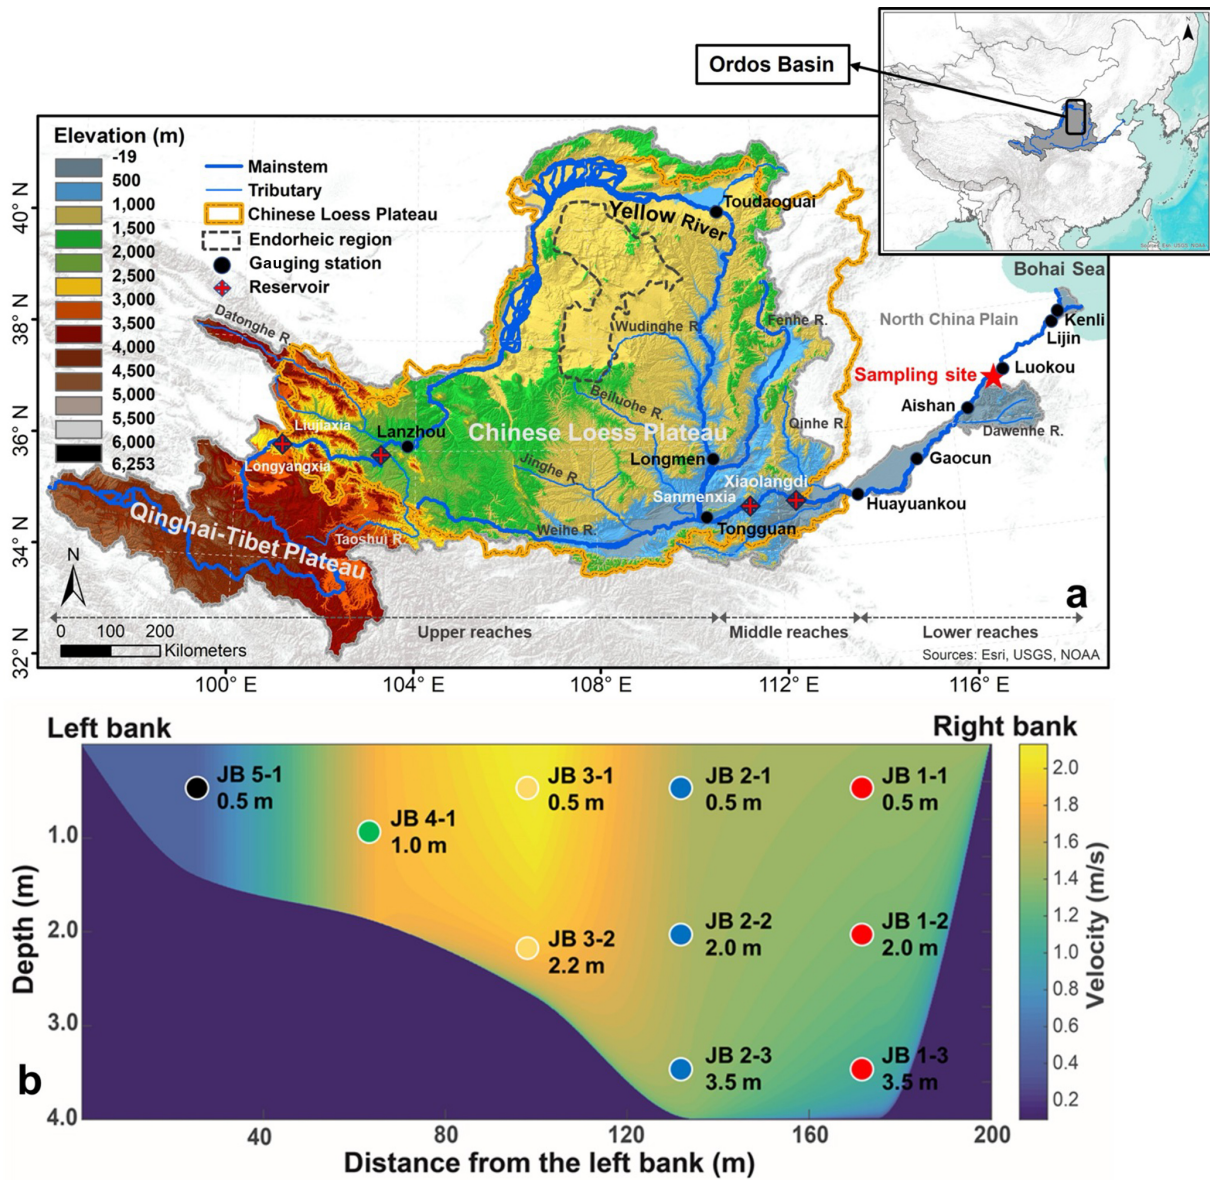 Ordos Basin
N
Sources: Esri, USGS, NOAA
Elevation (m)
-19
500
1,000
1,500
2,000
2,500
3,000
3,500
4,000
4,500
5,000
5,500
6,000
6,253
Mainstem
Tributary
Chinese Loess Plateau
Endorheic region
Gauging station
Reservoir
40° N
38° N
36° N
34° N
32° N
Toudaoguai
Yellow River
Bohai Sea
Datonghe R.
Wudinghe R.
Fenhe R.
North China Plain
Kenli
Lijin
Sampling site
Luokou
Beiluohe R.
Aishan
Liujiaxia
Lanzhou
Chinese Loess Plateau
Qinhe R.
Dawenhe R.
Longyangxia
Jinghe R.
Longmen
Gaocun
Sanmenxia
Xiaolangdi
Huayuankou
Qinghai-Tibet Plateau
Taoshui R.
Weihe R.
Tongguan
N
a
0 100 200
Kilometers
Upper reaches
Middle reaches
Lower reaches
Sources: Esri, USGS, NOAA
100° E
104° E
108° E
112° E
116° E
Left bank
Right bank
JB 5-1
0.5 m
JB 4-1
1.0 m
JB 3-1
0.5 m
JB 2-1
0.5 m
JB 1-1
0.5 m
JB 3-2
2.2 m
JB 2-2
2.0 m
JB 1-2
2.0 m
JB 2-3
3.5 m
JB 1-3
3.5 m
Depth (m)
1.0
2.0
3.0
4.0
b
40
80
120
160
200
Distance from the left bank (m)
2.0
1.8
1.6
1.4
1.2
1.0
0.8
0.6
0.4
0.2
Velocity (m/s)